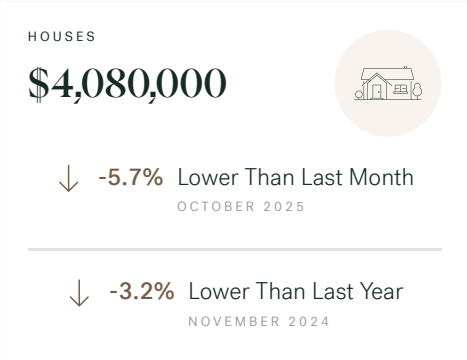 HOUSES
$4,080,000
-5.7% Lower Than Last Month
OCTOBER 2025
-3.2% Lower Than Last Year
NOVEMBER 2024